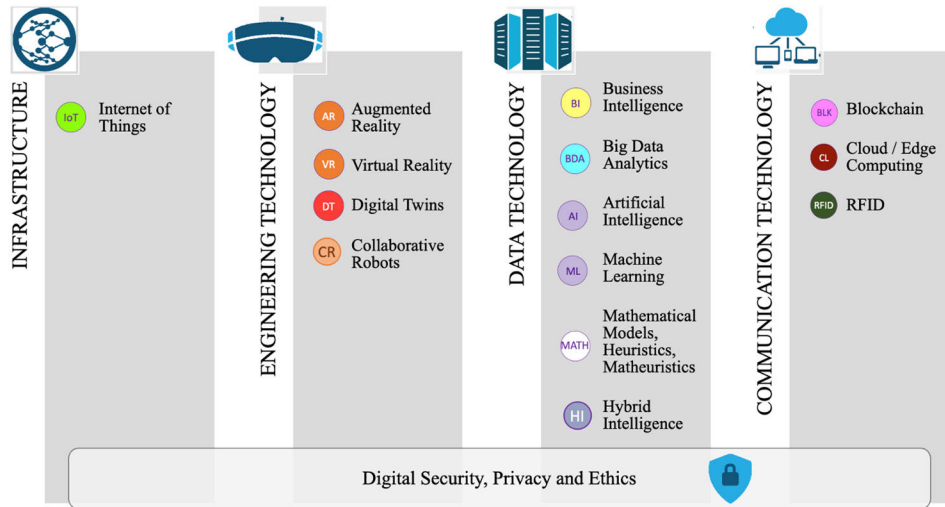 INFRASTRUCTURE
IoT
Internet of
Things
ENGINEERING TECHNOLOGY
AR
Augmented
Reality
VR
Virtual Reality
DT
Digital Twins
CR
Collaborative
Robots
DATA TECHNOLOGY
BI
Business
Intelligence
BDA
Big Data
Analytics
AI
Artificial
Intelligence
ML
Machine
Learning
MATH
Mathematical
Models,
Heuristics,
Matheuristics
HI
Hybrid
Intelligence
COMMUNICATION TECHNOLOGY
BLK
Blockchain
CL
Cloud / Edge
Computing
RFID
RFID
Digital Security, Privacy and Ethics